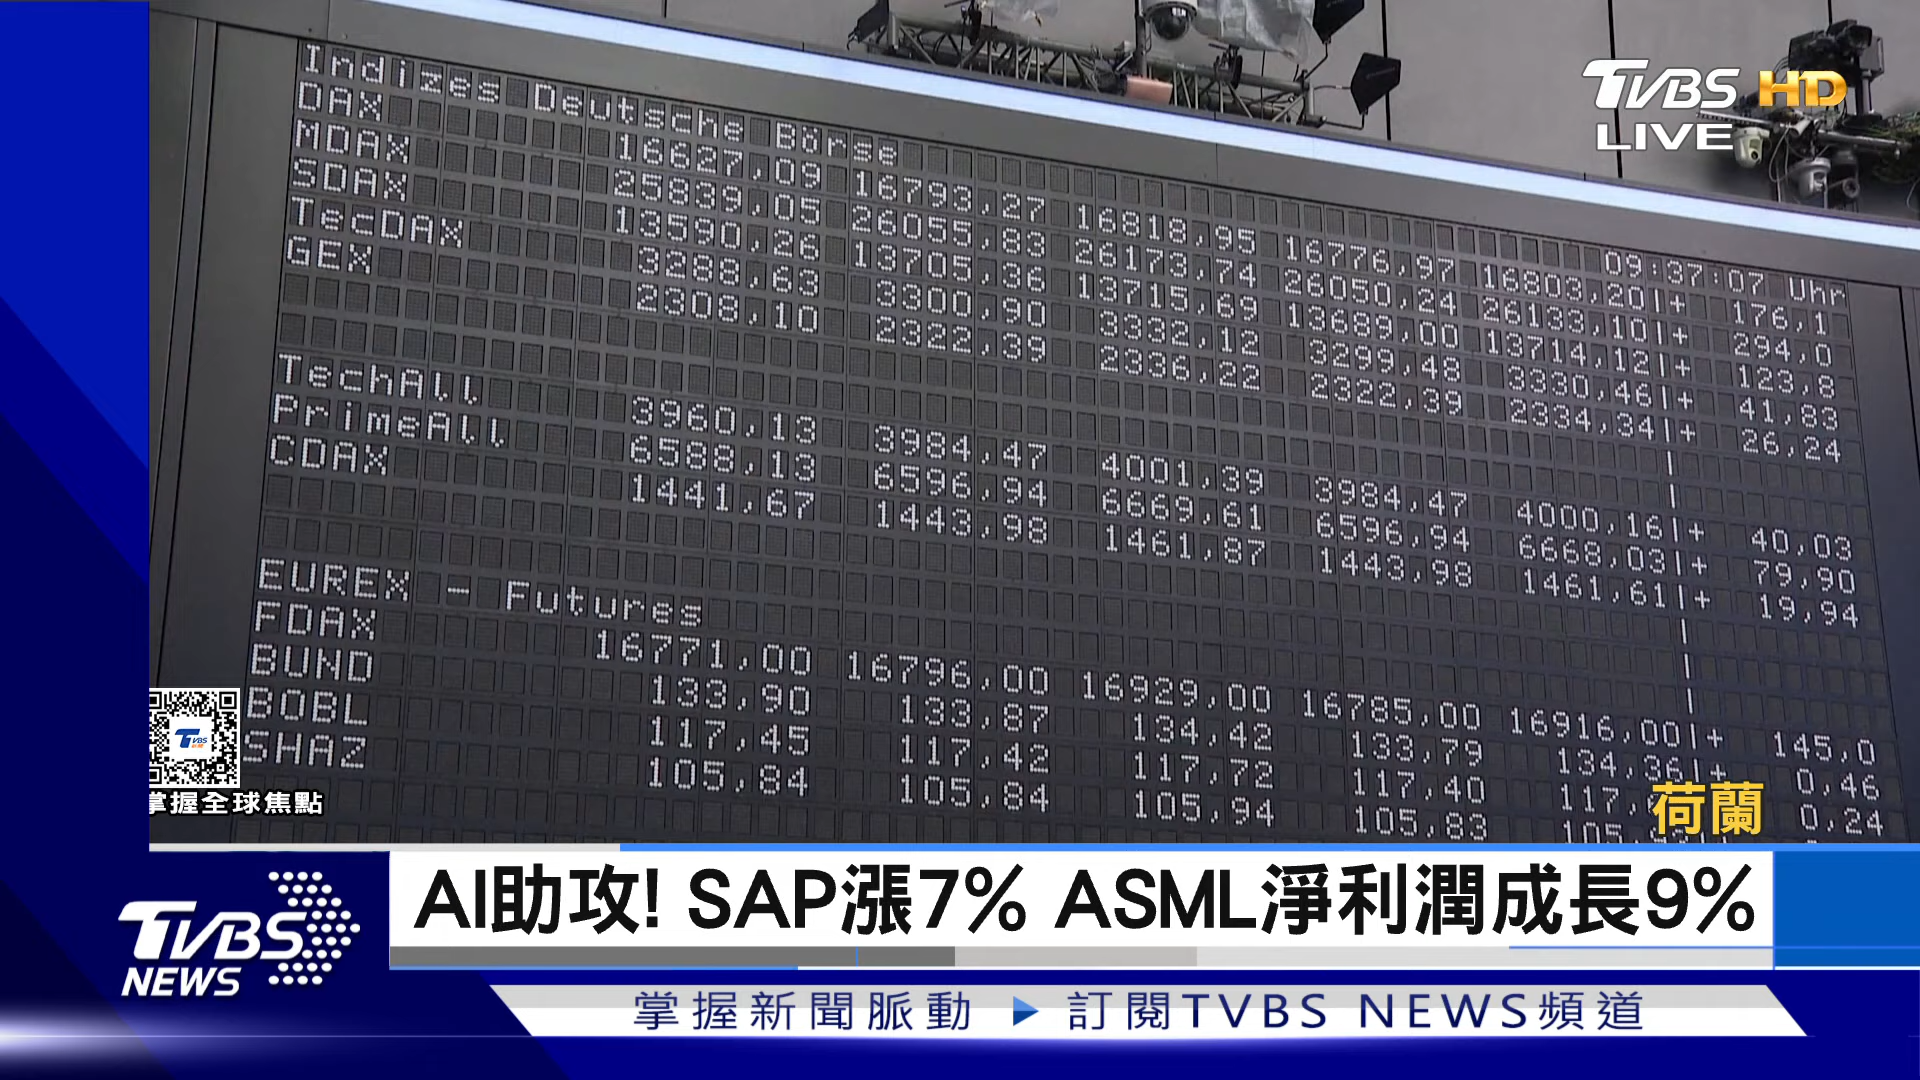 Indizes Deutsche Börse 09:37:07 Uhr
DAX 16627,09 16793,27 16818,95 16776,97 16803,20|+ 176,1
MDAX 25839,05 26055,83 26173,74 26050,24 26133,10|+ 294,0
SDAX 13590,26 13705,36 13715,69 13689,00 13714,12|+ 123,8
TecDAX 3288,63 3300,90 3332,12 3299,48 3330,46|+ 41,83
GEX 2308,10 2322,39 2336,22 2322,39 2334,34|+ 26,24
TechAll 3960,13 3984,47 4001,39 3984,47 4000,16|+ 40,03
PrimeAll 6588,13 6596,94 6669,61 6596,94 6668,03|+ 79,90
CDAX 1441,67 1443,98 1461,87 1443,98 1461,61|+ 19,94
EUREX - Futures
FDAX 16771,00 16796,00 16929,00 16785,00 16916,00|+ 145,0
BUND 133,90 133,87 134,42 133,79 134,36|+ 0,46
BOBL 117,45 117,42 117,72 117,40 0,24
SHAZ 105,84 105,84 105,94 105,83
TVBS HD
LIVE
TVBS
掌握全球焦點
荷蘭
AI助攻! SAP漲7% ASML淨利潤成長9%
TVBS
NEWS
掌握新聞脈動 ▶ 訂閱TVBS NEWS頻道